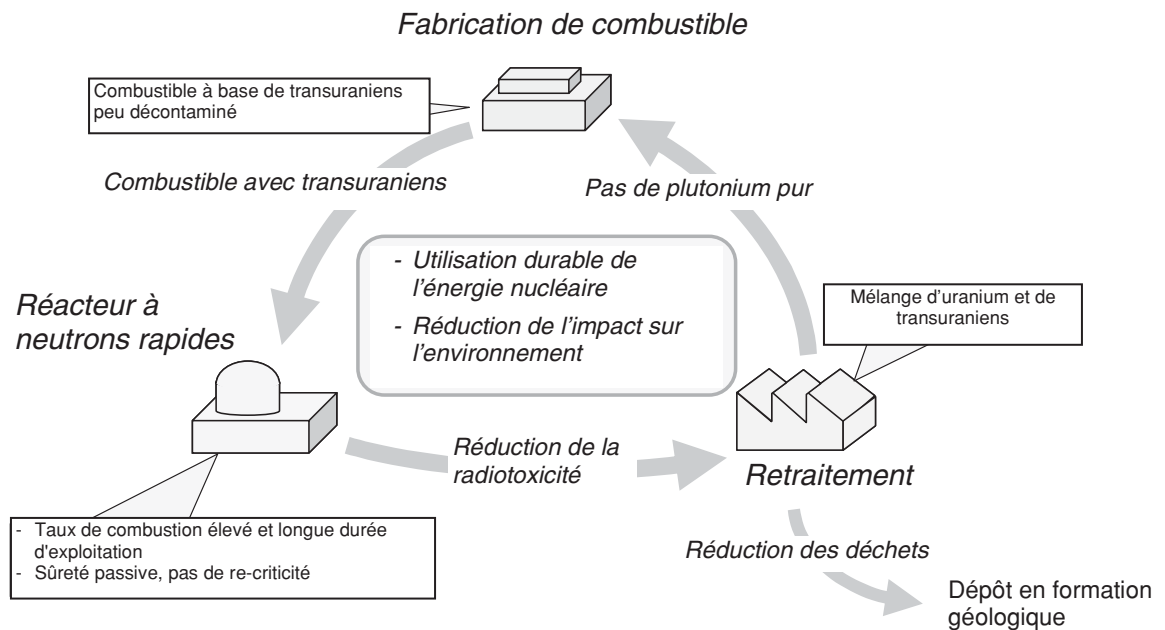 Fabrication de combustible
Combustible à base de transuraniens
peu décontaminé
Combustible avec transuraniens
Pas de plutonium pur
- Utilisation durable de
l'énergie nucléaire
- Réduction de l'impact sur
l'environnement
Réacteur à
neutrons rapides
Mélange d'uranium et de
transuraniens
Réduction de la
radiotoxicité
Retraitement
- Taux de combustion élevé et longue durée
d'exploitation
- Sûreté passive, pas de re-criticité
Réduction des déchets
Dépôt en formation
géologique